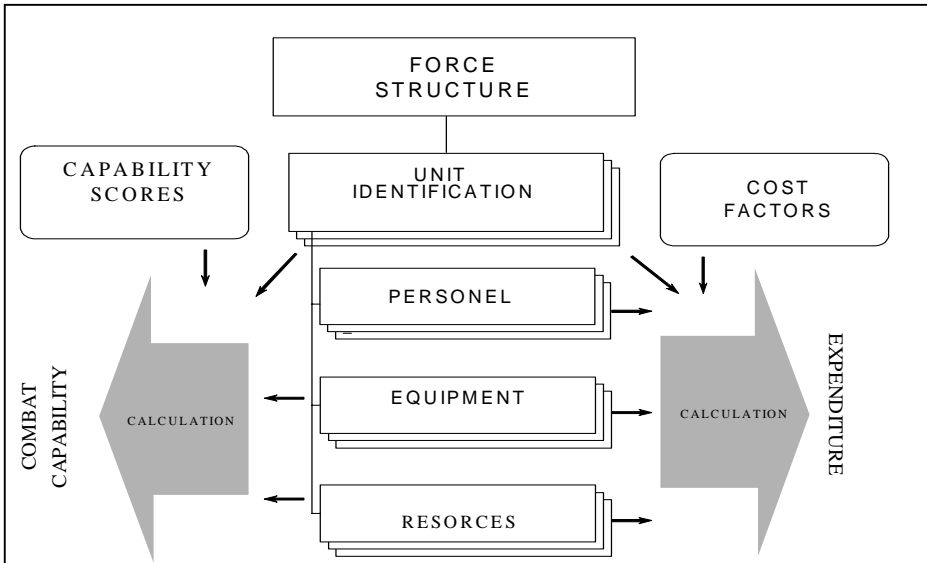 FORCE
STRUCTURE
CAPABILITY
SCORES
UNIT
IDENTIFICATION
COST
FACTORS
PERSONEL
COMBAT
CAPABILITY
CALCULATION
EQUIPMENT
CALCULATION
EXPENDITURE
RESORCES